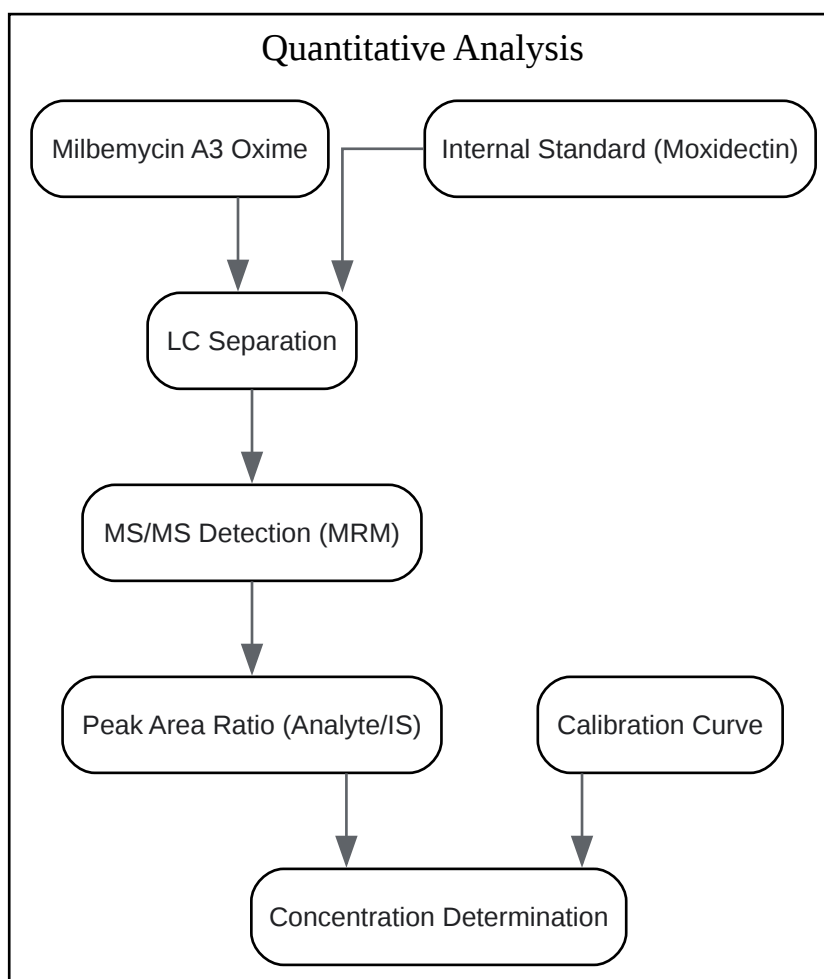 Quantitative Analysis
Milbemycin A3 Oxime
Internal Standard (Moxidectin)
LC Separation
MS/MS Detection (MRM)
Peak Area Ratio (Analyte/IS)
Calibration Curve
Concentration Determination